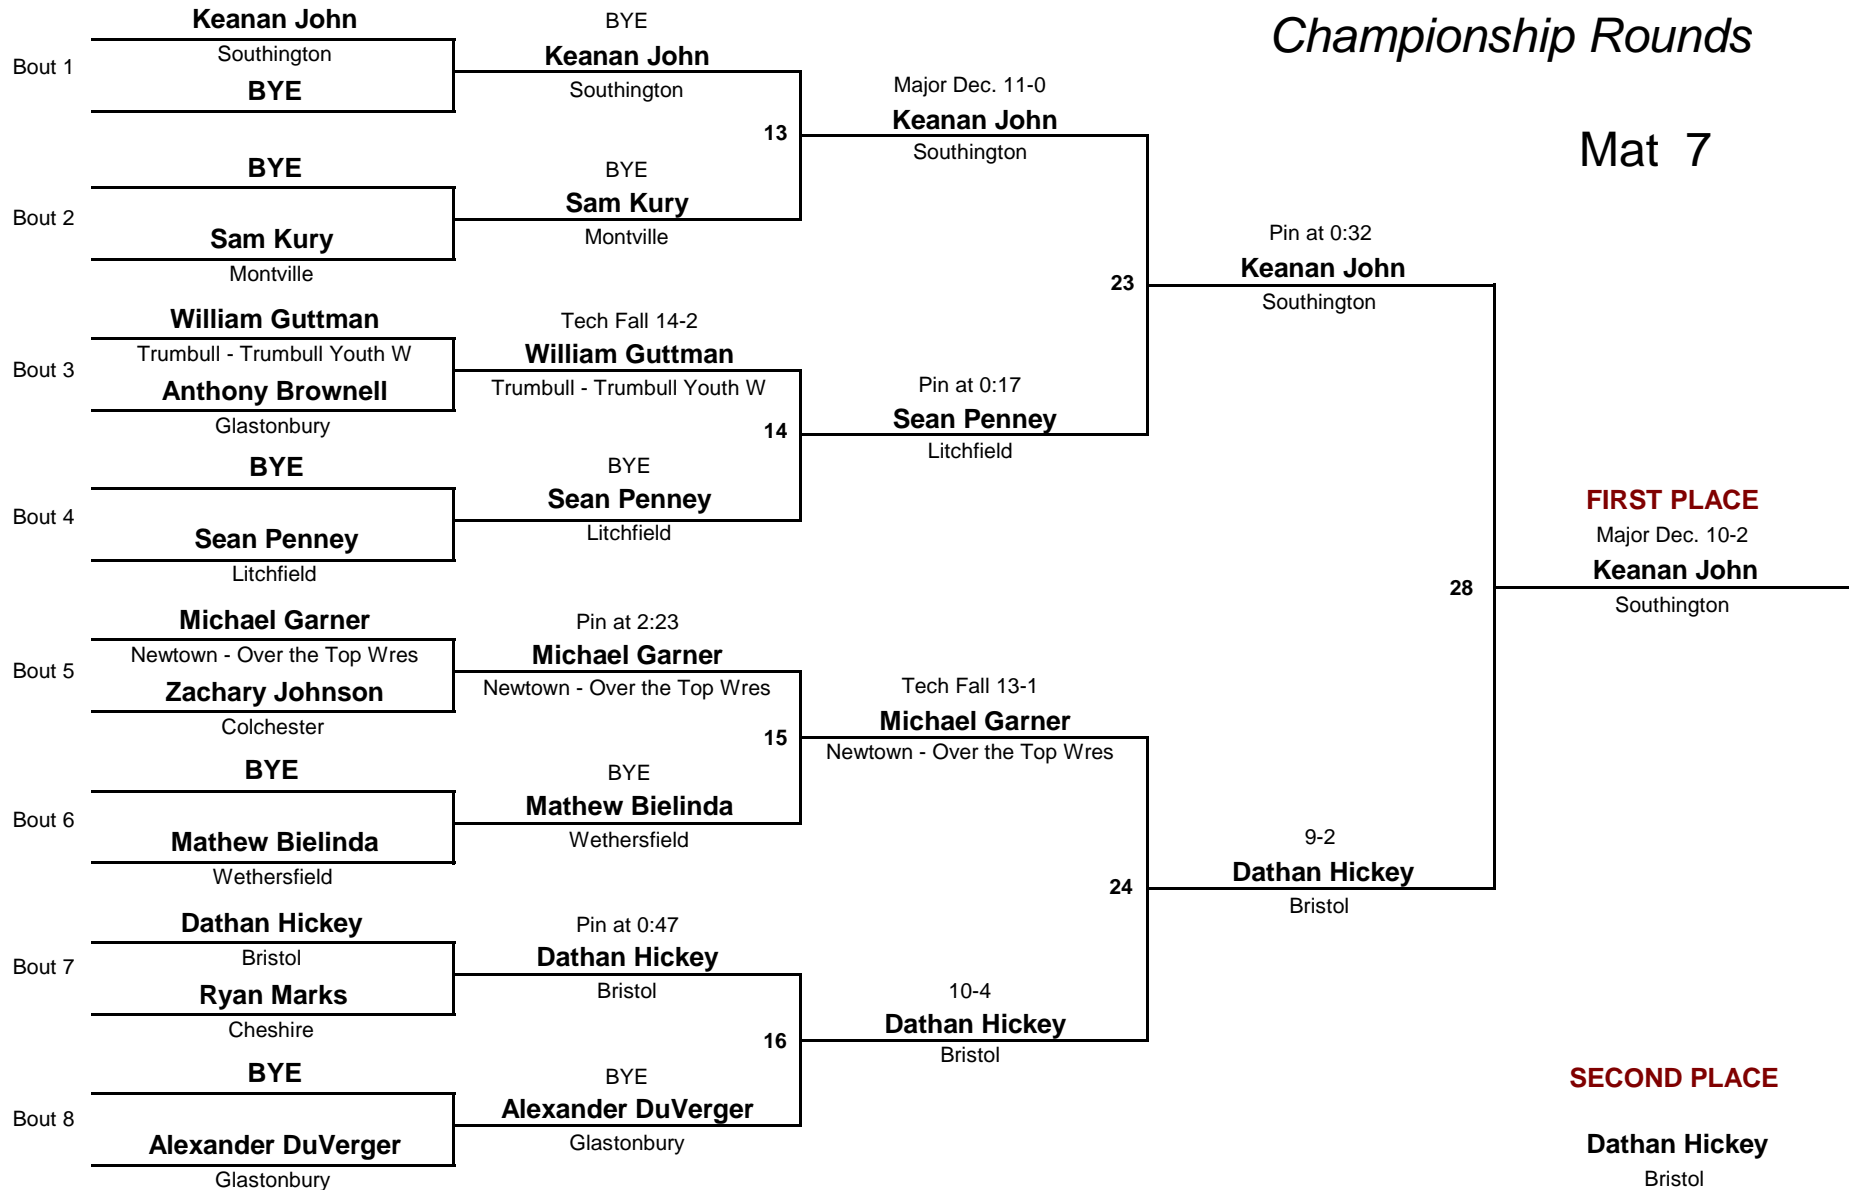 Championship Rounds
Mat 7
Bout 1
Keanan John
Southington
BYE
Bout 2
BYE
Sam Kury
Montville
Bout 3
William Guttman
Trumbull - Trumbull Youth W
Anthony Brownell
Glastonbury
Bout 4
BYE
Sean Penney
Litchfield
Bout 5
Michael Garner
Newtown - Over the Top Wres
Zachary Johnson
Colchester
Bout 6
BYE
Mathew Bielinda
Wethersfield
Bout 7
Dathan Hickey
Bristol
Ryan Marks
Cheshire
Bout 8
BYE
Alexander DuVerger
Glastonbury
BYE
Keanan John
Southington
13
BYE
Sam Kury
Montville
Tech Fall 14-2
William Guttman
Trumbull - Trumbull Youth W
14
BYE
Sean Penney
Litchfield
Pin at 2:23
Michael Garner
Newtown - Over the Top Wres
15
BYE
Mathew Bielinda
Wethersfield
Pin at 0:47
Dathan Hickey
Bristol
16
BYE
Alexander DuVerger
Glastonbury
Major Dec. 11-0
Keanan John
Southington
23
Pin at 0:17
Sean Penney
Litchfield
Tech Fall 13-1
Michael Garner
Newtown - Over the Top Wres
24
10-4
Dathan Hickey
Bristol
Pin at 0:32
Keanan John
Southington
28
9-2
Dathan Hickey
Bristol
FIRST PLACE
Major Dec. 10-2
Keanan John
Southington
SECOND PLACE
Dathan Hickey
Bristol